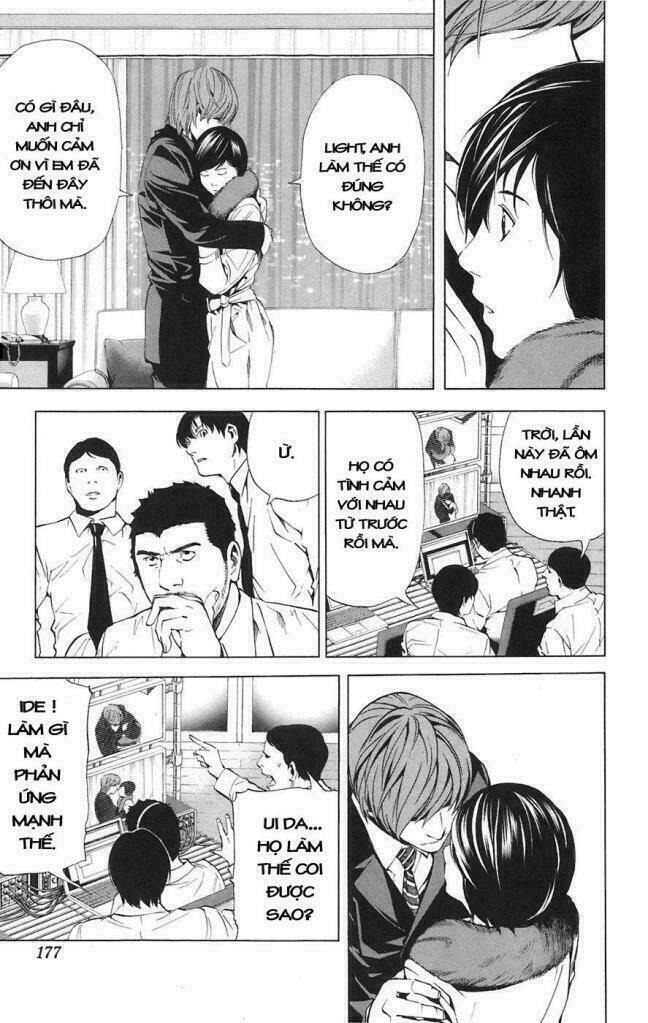 LIGHT, ANH
LÀM THẾ CÓ
ĐÚNG
KHÔNG?
CÓ GÌ ĐÂU,
ANH CHỈ
MUỐN CẢM
ƠN VÌ EM ĐÃ
ĐẾN ĐÂY
THÔI MÀ.
TRỜI, LẦN
NÀY ĐÃ ÔM
NHAU RỒI.
NHANH
THẬT.
HỌ CÓ
TÌNH CẢM
VỚI NHAU
TỪ TRƯỚC
RỒI MÀ.
Ừ.
UI DA...
HỌ LÀM
THẾ COI
ĐƯỢC
SAO?
IDE !
LÀM GÌ
MÀ
PHẢN
ỨNG
MẠNH
THẾ.
177